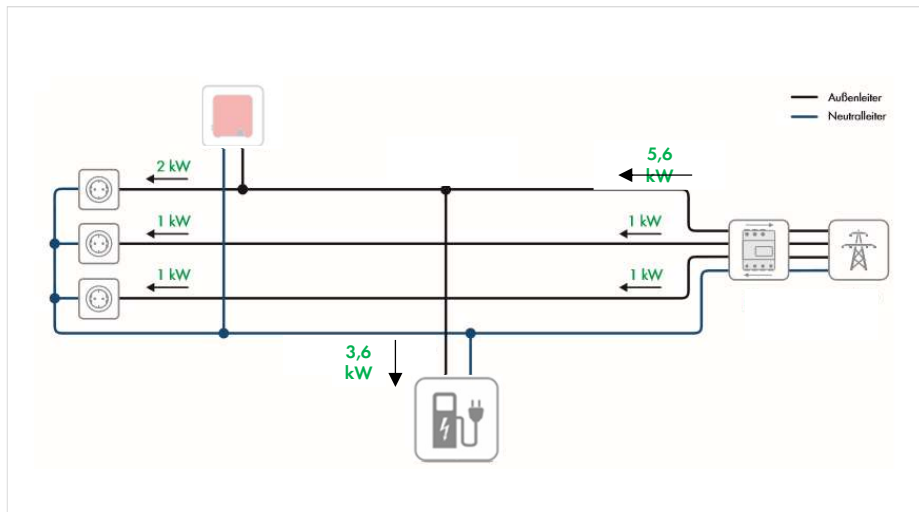 Außenleiter
Neutralleiter
2 kW
5,6
kW
1 kW
1 kW
1 kW
1 kW
3,6
kW